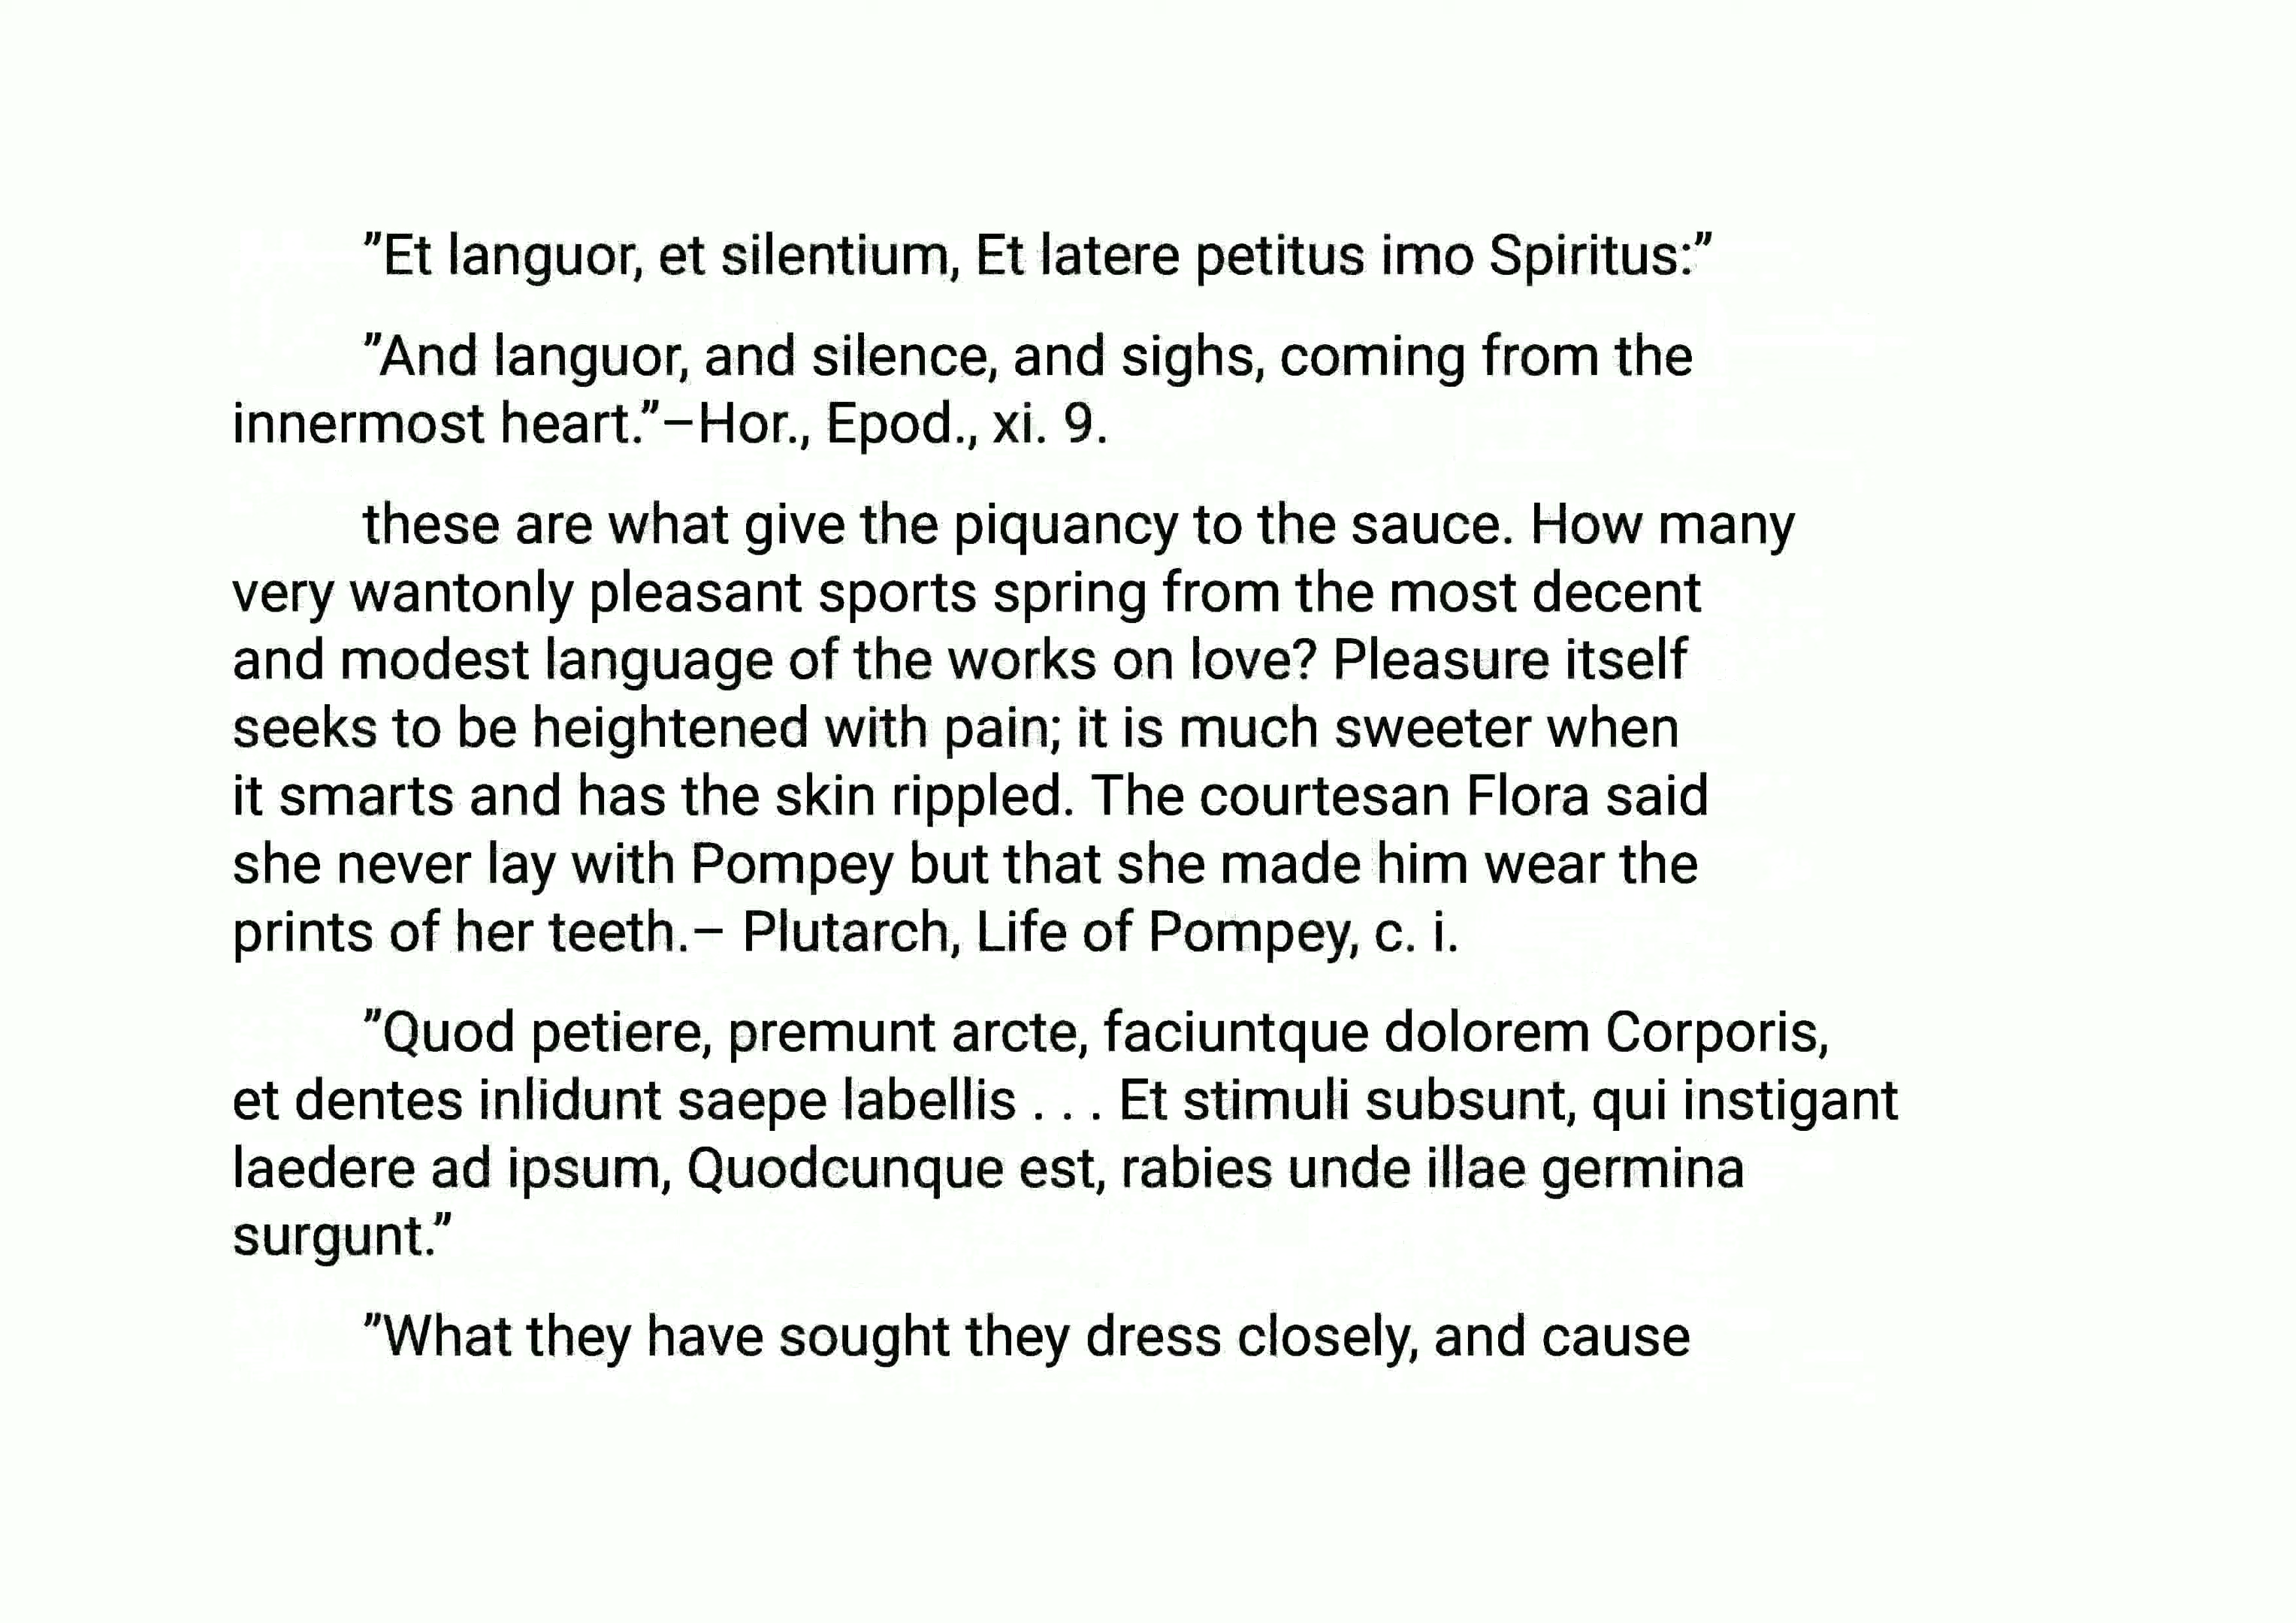 ”Et languor, et silentium, Et latere petitus imo Spiritus:”
”And languor, and silence, and sighs, coming from the
innermost heart.”–Hor., Epod., xi. 9.
these are what give the piquancy to the sauce. How many
very wantonly pleasant sports spring from the most decent
and modest language of the works on love? Pleasure itself
seeks to be heightened with pain; it is much sweeter when
it smarts and has the skin rippled. The courtesan Flora said
she never lay with Pompey but that she made him wear the
prints of her teeth.– Plutarch, Life of Pompey, c. i.
”Quod petiere, premunt arcte, faciuntque dolorem Corporis,
et dentes inlidunt saepe labellis . . . Et stimuli subsunt, qui instigant
laedere ad ipsum, Quodcunque est, rabies unde illae germina
surgunt.”
”What they have sought they dress closely, and cause